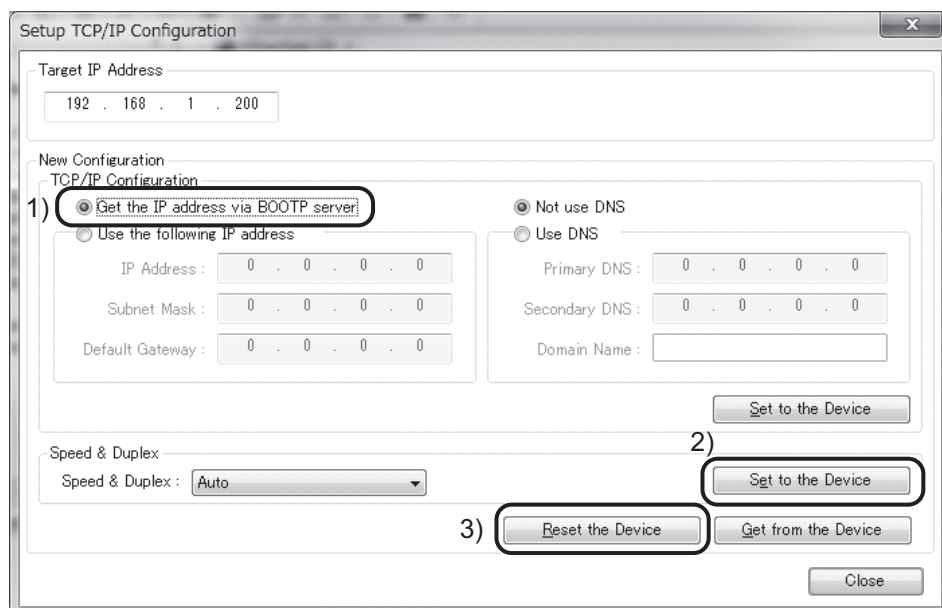 Setup TCP/IP Configuration
Target IP Address
192 . 168 . 1 . 200
New Configuration
TCP/IP Configuration
1)
Get the IP address via BOOTP server
Not use DNS
Use the following IP address
Use DNS
IP Address : 0 . 0 . 0 . 0
Primary DNS : 0 . 0 . 0 . 0
Subnet Mask : 0 . 0 . 0 . 0
Secondary DNS : 0 . 0 . 0 . 0
Default Gateway : 0 . 0 . 0 . 0
Domain Name :
Set to the Device
Speed & Duplex
2)
Speed & Duplex : Auto
Set to the Device
3)
Reset the Device
Get from the Device
Close